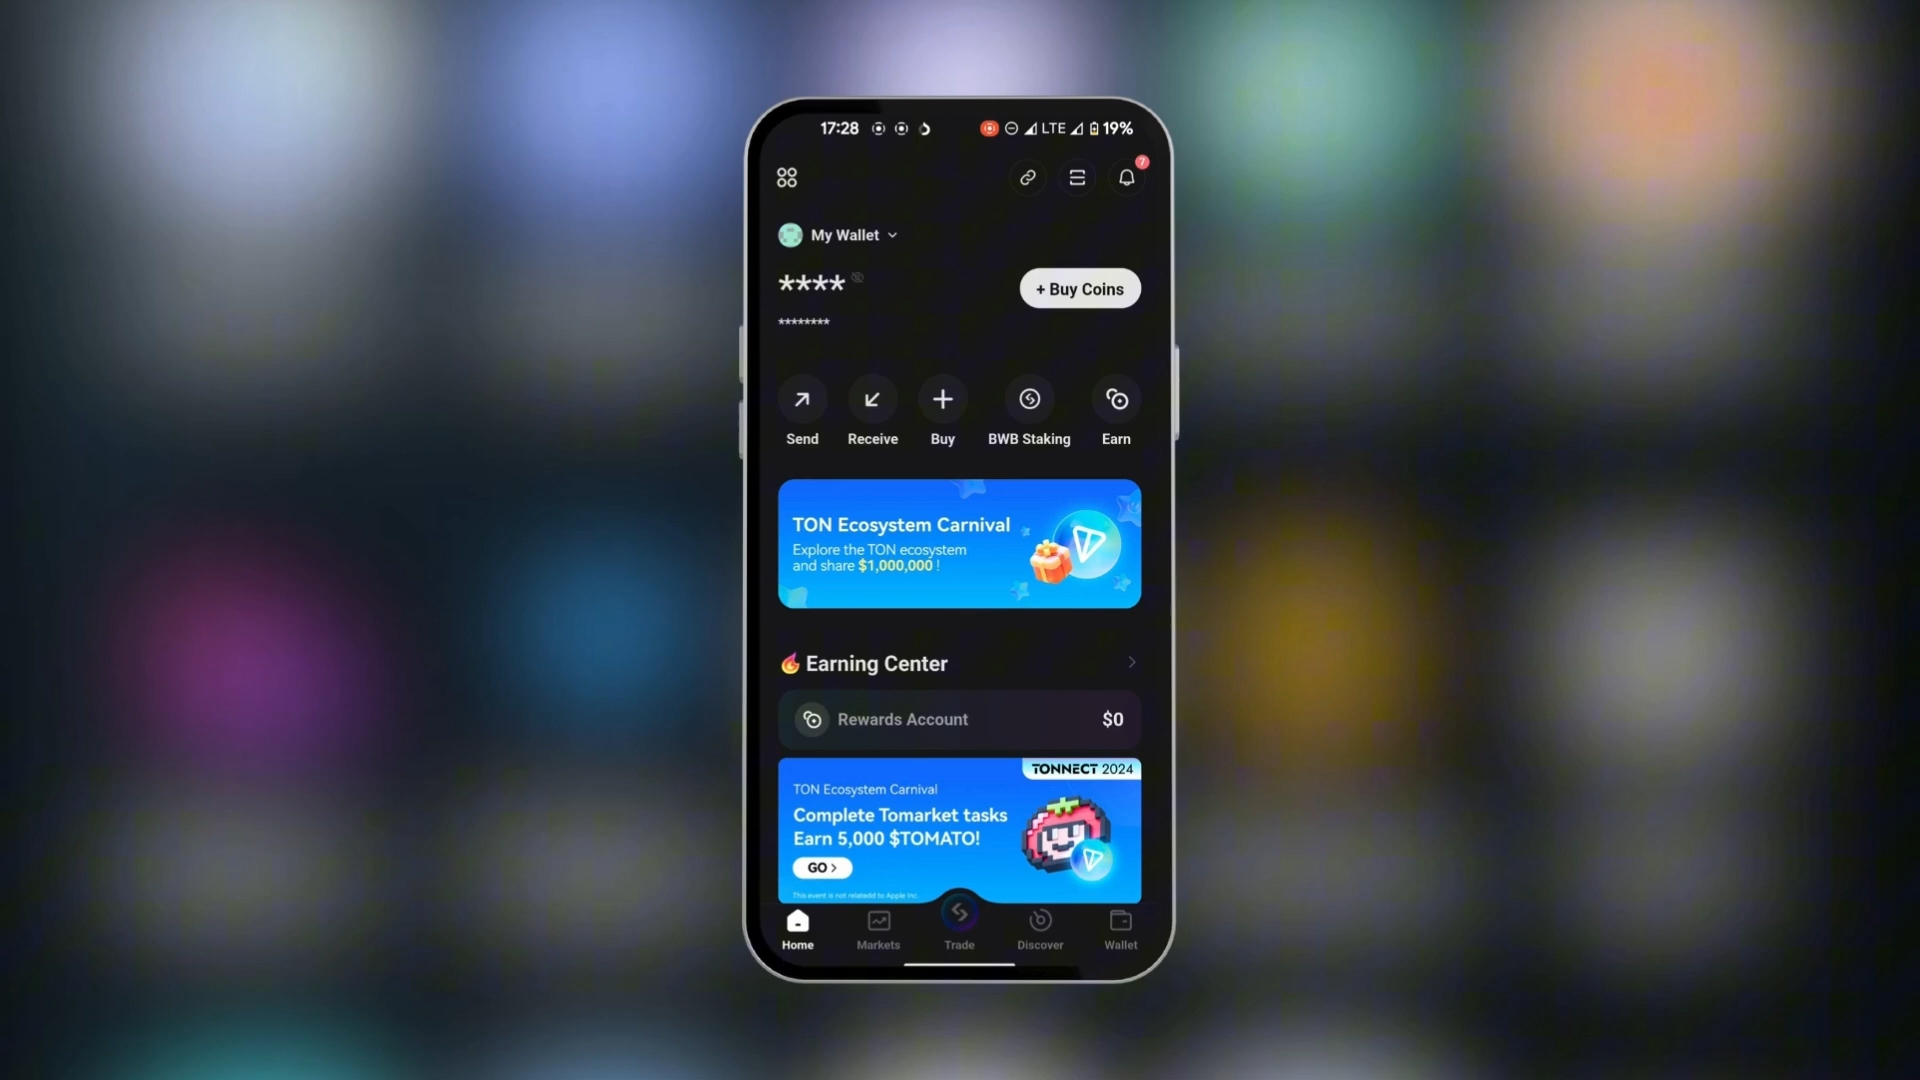 17:28
LTE
19%
7
My Wallet
****
+ Buy Coins
********
Send
Receive
Buy
BWB Staking
Earn
TON Ecosystem Carnival
Explore the TON ecosystem
and share $1,000,000 !
Earning Center
Rewards Account
$0
TONNECT 2024
TON Ecosystem Carnival
Complete Tomarket tasks
Earn 5,000 $TOMATO!
GO >
This event is not relatedd to Apple Inc.
Home
Markets
Trade
Discover
Wallet